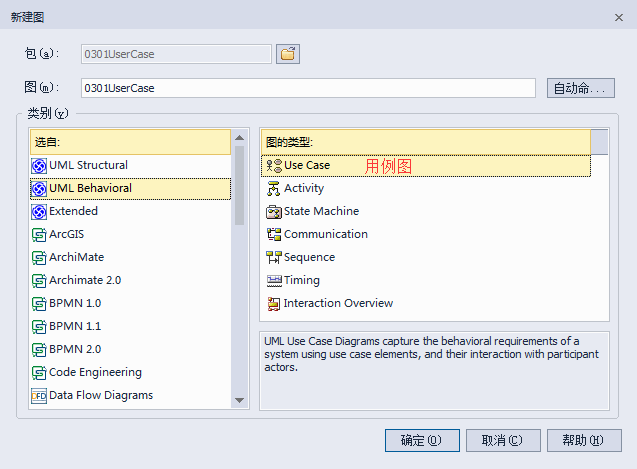 新建图
包(a):
0301UserCase
图(m):
0301UserCase
自动命...
类别(y)
选自:
UML Structural
UML Behavioral
Extended
ArcGIS
ArchiMate
Archimate 2.0
BPMN 1.0
BPMN 1.1
BPMN 2.0
Code Engineering
DFD Data Flow Diagrams
图的类型:
Use Case 用例图
Activity
State Machine
Communication
Sequence
Timing
Interaction Overview
UML Use Case Diagrams capture the behavioral requirements of a
system using use case elements, and their interaction with participant
actors.
确定(O)
取消(C)
帮助(H)